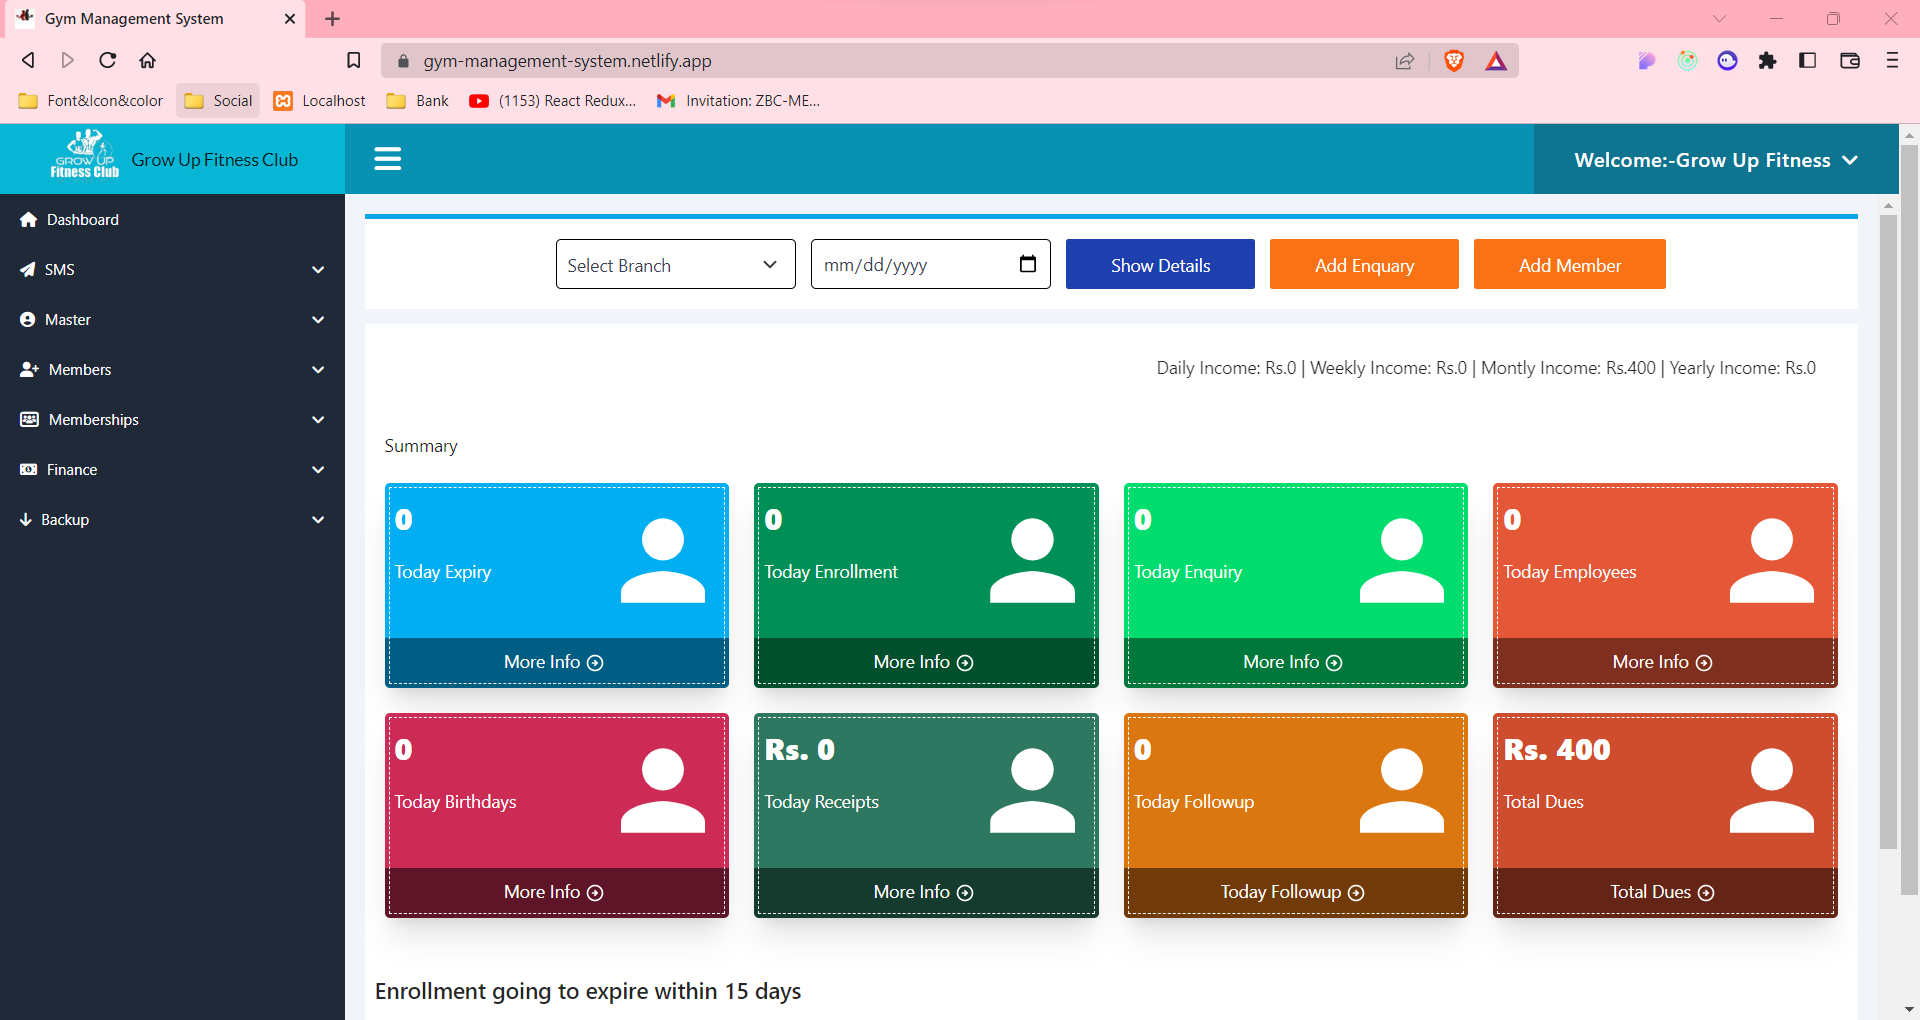 Gym Management System
gym-management-system.netlify.app
Font&Icon&color Social Localhost Bank (1153) React Redux... Invitation: ZBC-ME...
GROW UP
Fitness Club
Grow Up Fitness Club
Welcome:-Grow Up Fitness
Dashboard
SMS
Master
Members
Memberships
Finance
Backup
Select Branch mm/dd/yyyy Show Details Add Enquary Add Member
Daily Income: Rs.0 | Weekly Income: Rs.0 | Montly Income: Rs.400 | Yearly Income: Rs.0
Summary
0
Today Expiry
More Info
0
Today Enrollment
More Info
0
Today Enquiry
More Info
0
Today Employees
More Info
0
Today Birthdays
More Info
Rs. 0
Today Receipts
More Info
0
Today Followup
Today Followup
Rs. 400
Total Dues
Total Dues
Enrollment going to expire within 15 days